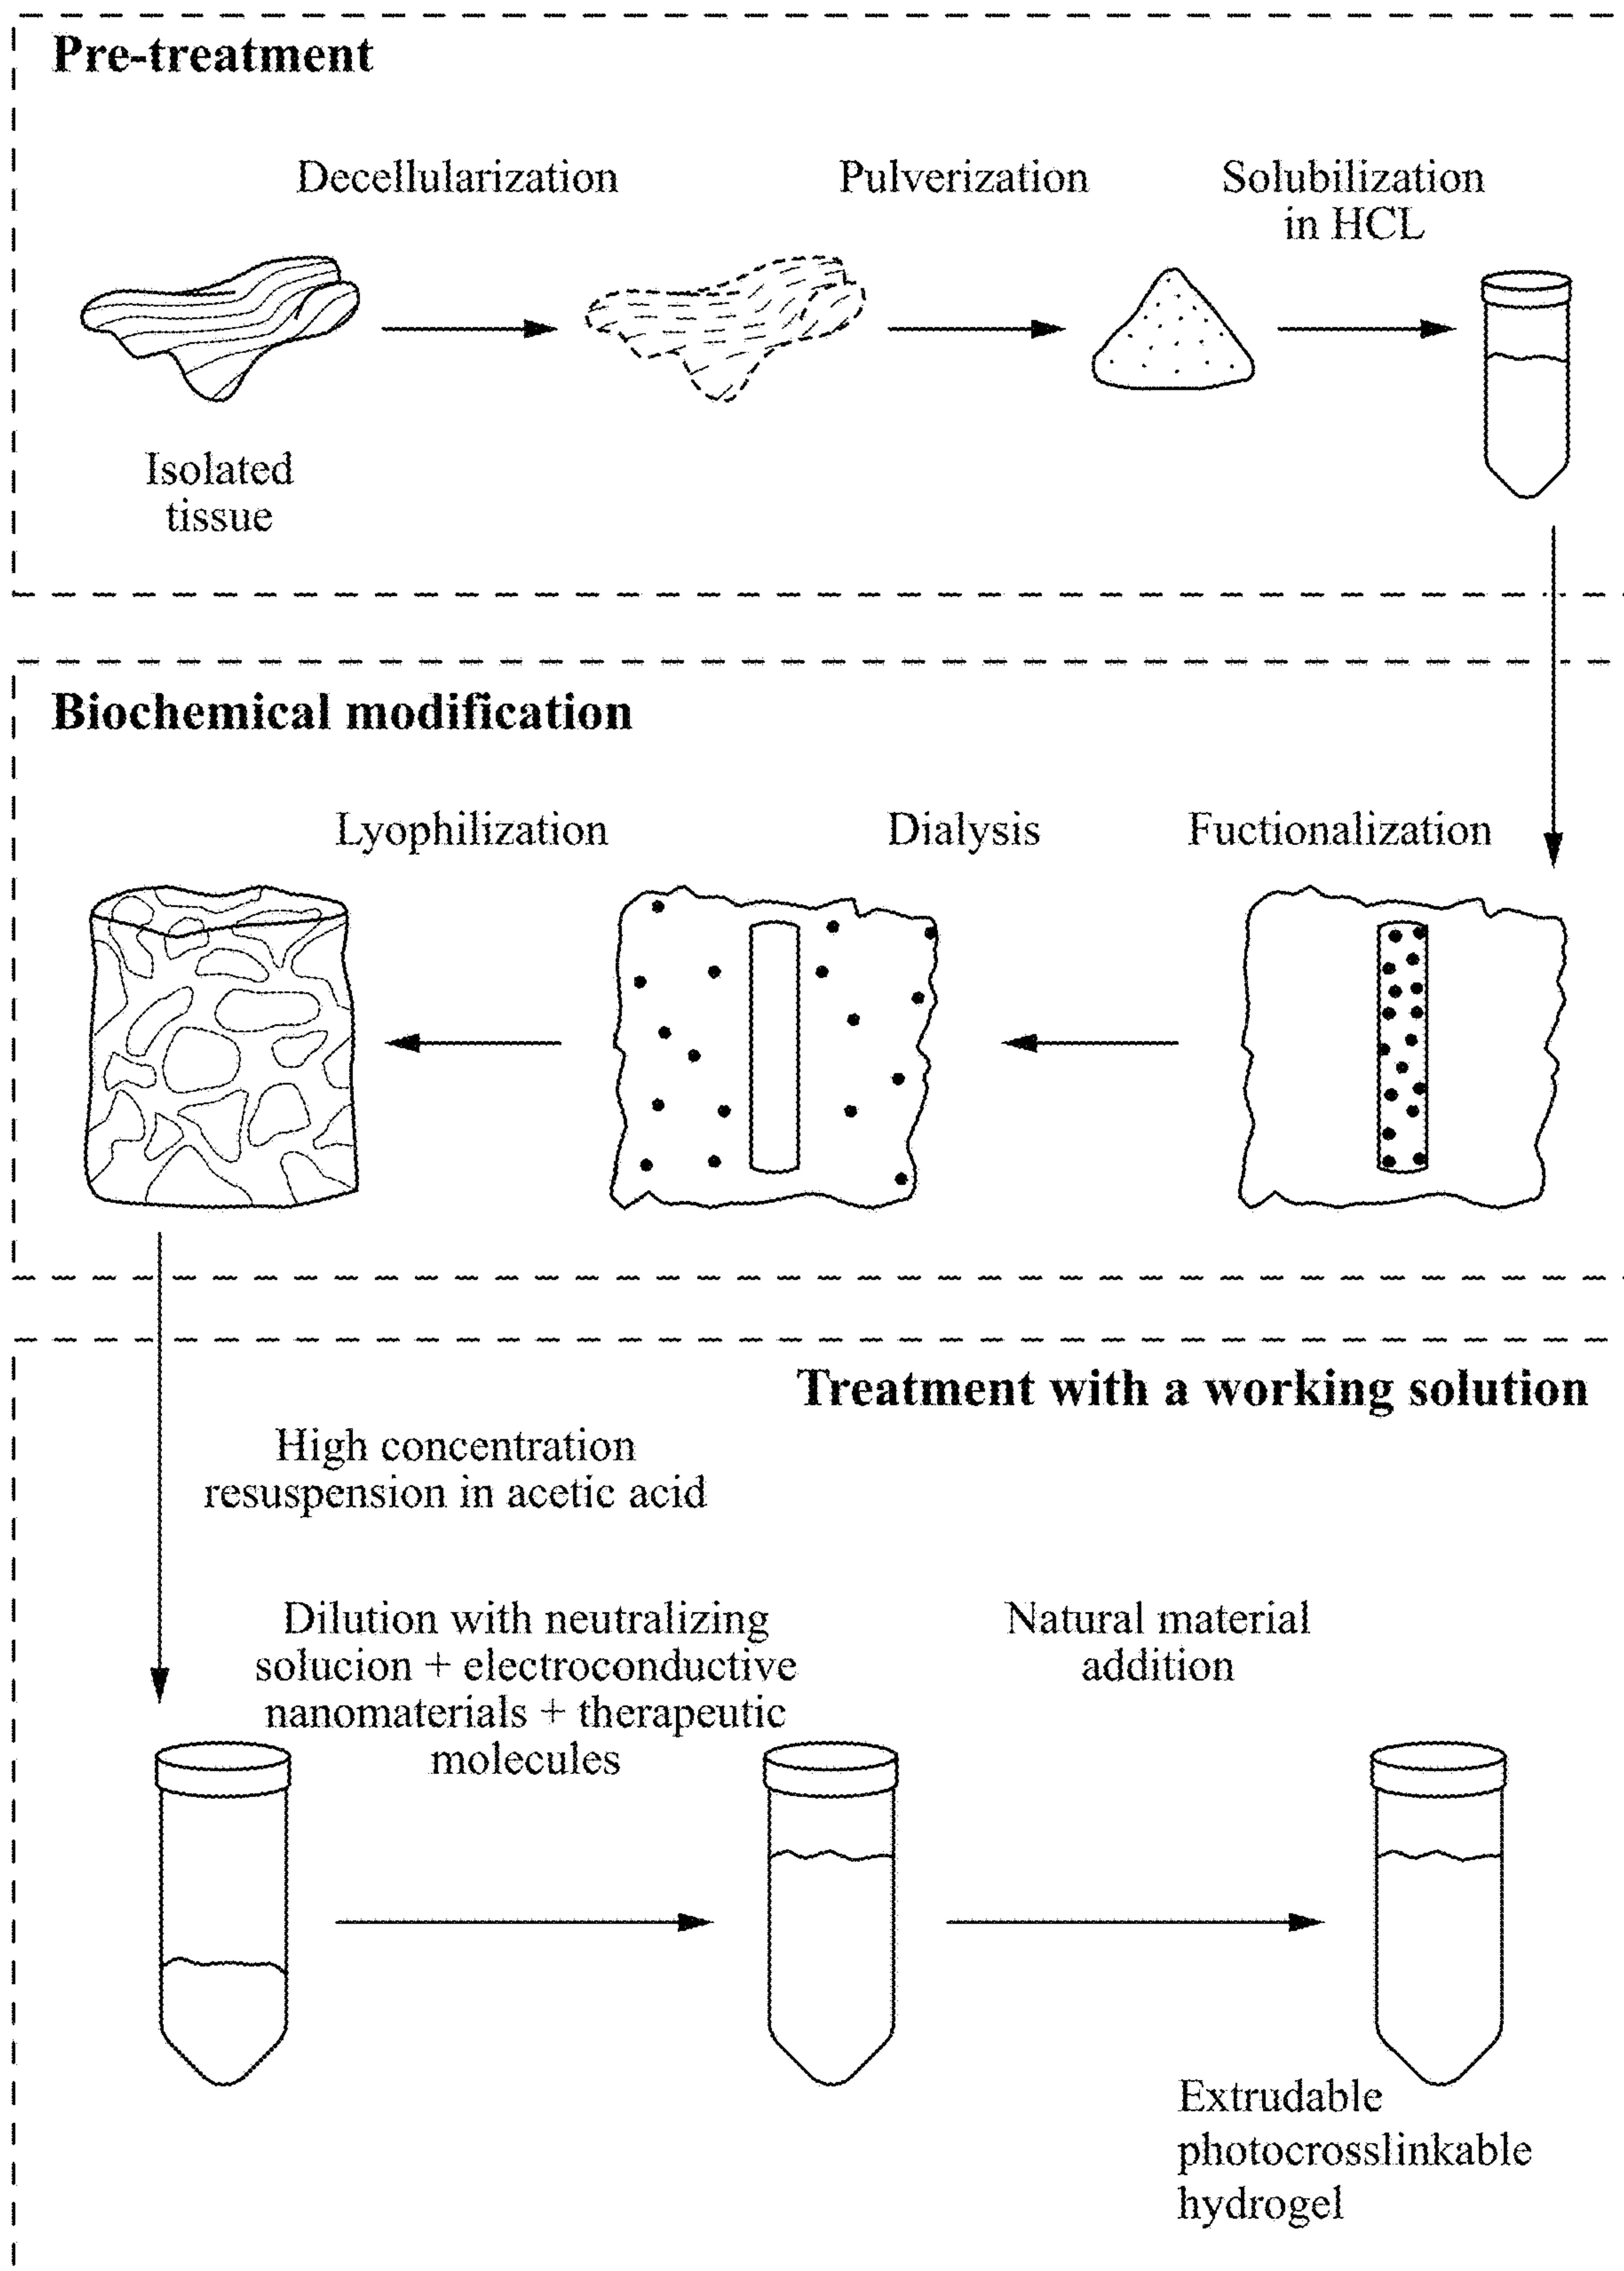 Pre-treatment
Decellularization
Pulverization
Solubilization
in HCL
Isolated
tissue
Biochemical modification
Lyophilization
Dialysis
Fuctionalization
Treatment with a working solution
High concentration
resuspension in acetic acid
Dilution with neutralizing
solucion + electroconductive
nanomaterials + therapeutic
molecules
Natural material
addition
Extrudable
photocrosslinkable
hydrogel